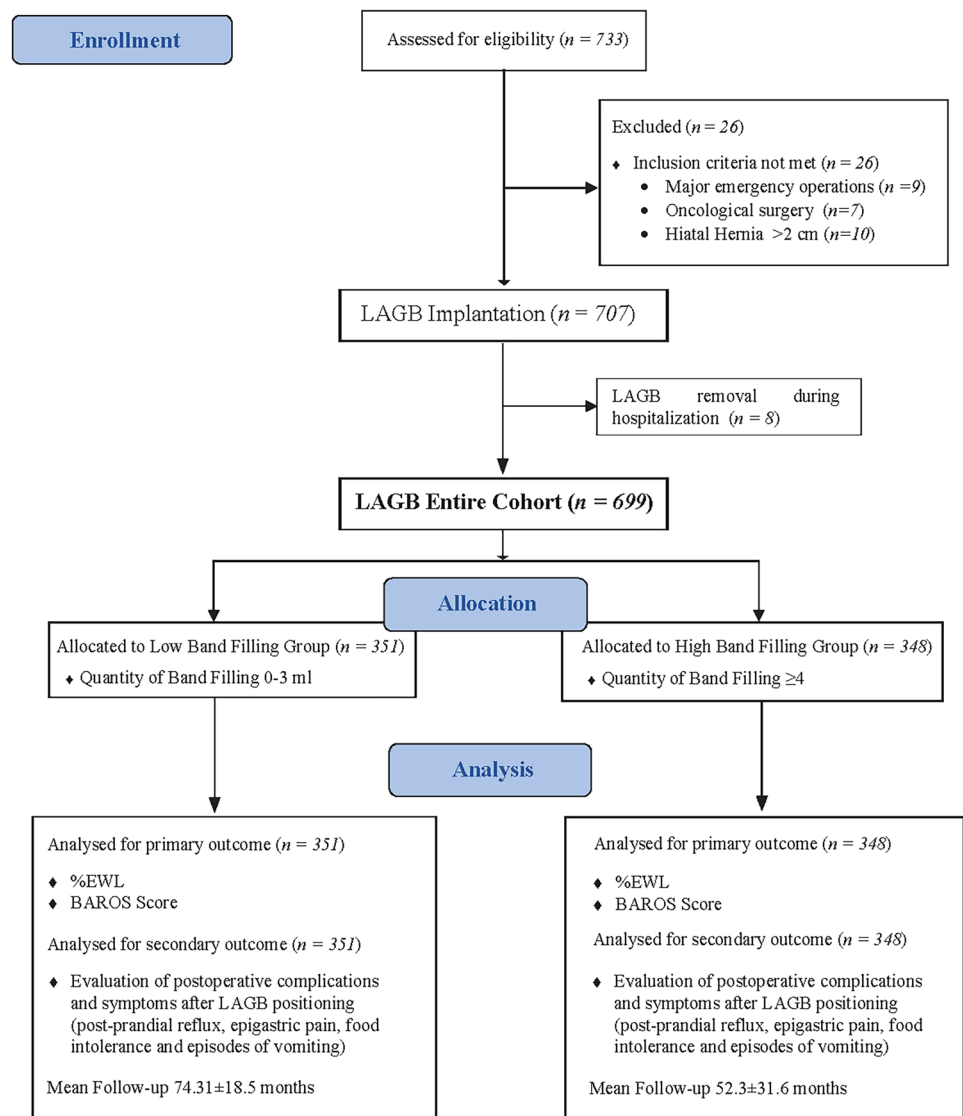 Enrollment
Assessed for eligibility (n = 733)
Excluded (n = 26)
♦ Inclusion criteria not met (n = 26)
• Major emergency operations (n =9)
• Oncological surgery (n=7)
• Hiatal Hernia >2 cm (n=10)
LAGB Implantation (n = 707)
LAGB removal during
hospitalization (n = 8)
LAGB Entire Cohort (n = 699)
Allocation
Allocated to Low Band Filling Group (n = 351)
♦ Quantity of Band Filling 0-3 ml
Allocated to High Band Filling Group (n = 348)
♦ Quantity of Band Filling ≥4
Analysis
Analysed for primary outcome (n = 351)
♦ %EWL
♦ BAROS Score
Analysed for secondary outcome (n = 351)
♦ Evaluation of postoperative complications
and symptoms after LAGB positioning
(post-prandial reflux, epigastric pain, food
intolerance and episodes of vomiting)
Mean Follow-up 74.31±18.5 months
Analysed for primary outcome (n = 348)
♦ %EWL
♦ BAROS Score
Analysed for secondary outcome (n = 348)
♦ Evaluation of postoperative complications
and symptoms after LAGB positioning
(post-prandial reflux, epigastric pain, food
intolerance and episodes of vomiting)
Mean Follow-up 52.3±31.6 months